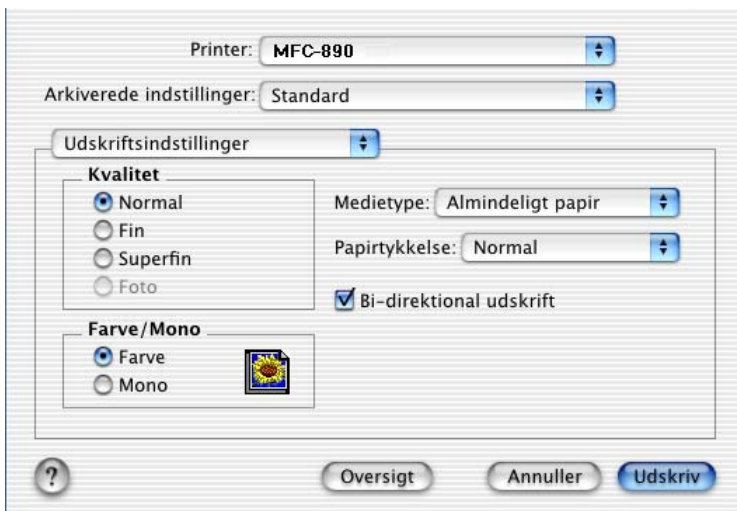 Printer: MFC-890
Arkiverede indstillinger: Standard
Udskriftsindstillinger
Kvalitet
Normal
Fin
Superfin
Foto
Medietype: Almindeligt papir
Papirtykkelse: Normal
Bi-direktional udskrift
Farve/Mono
Farve
Mono
?
Oversigt
Annuller
Udskriv